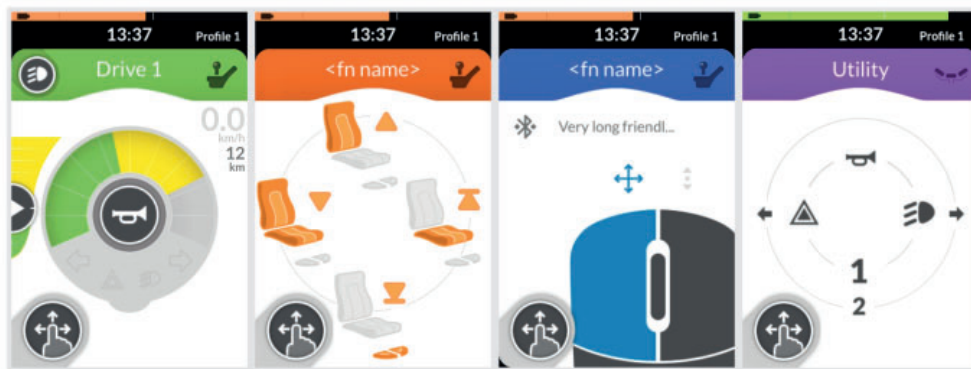 13:37 Profile 1
Drive 1
0.0
km/h
12
km
13:37 Profile 1
<fn name>
13:37 Profile 1
<fn name>
Very long friendl...
13:37 Profile 1
Utility
1
2